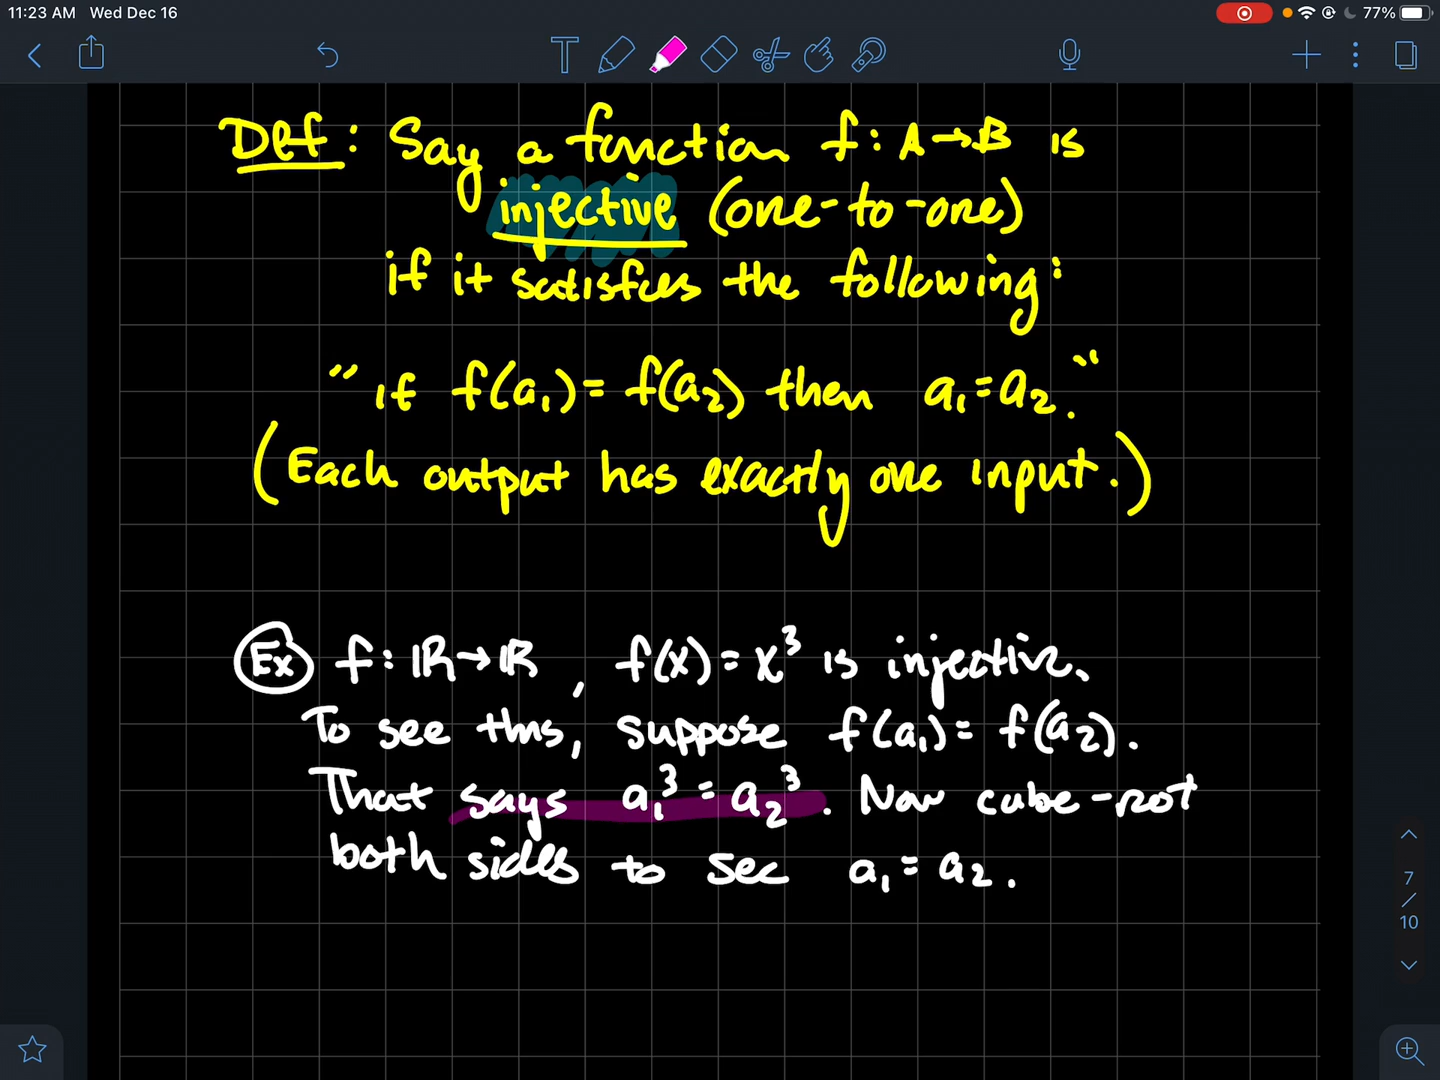 11:23 AM Wed Dec 16
77%
T
Def: Say a function f: A→B is
injective (one-to-one)
if it satisfies the following:
"if f(a₁) = f(a₂) then a₁ = a₂."
(Each output has exactly one input.)
Ex f: ℝ→ℝ, f(x) = x³ is injective.
To see this, suppose f(a₁) = f(a₂).
That says a₁³ = a₂³. Now cube-root
both sides to see a₁ = a₂.
7
/
10